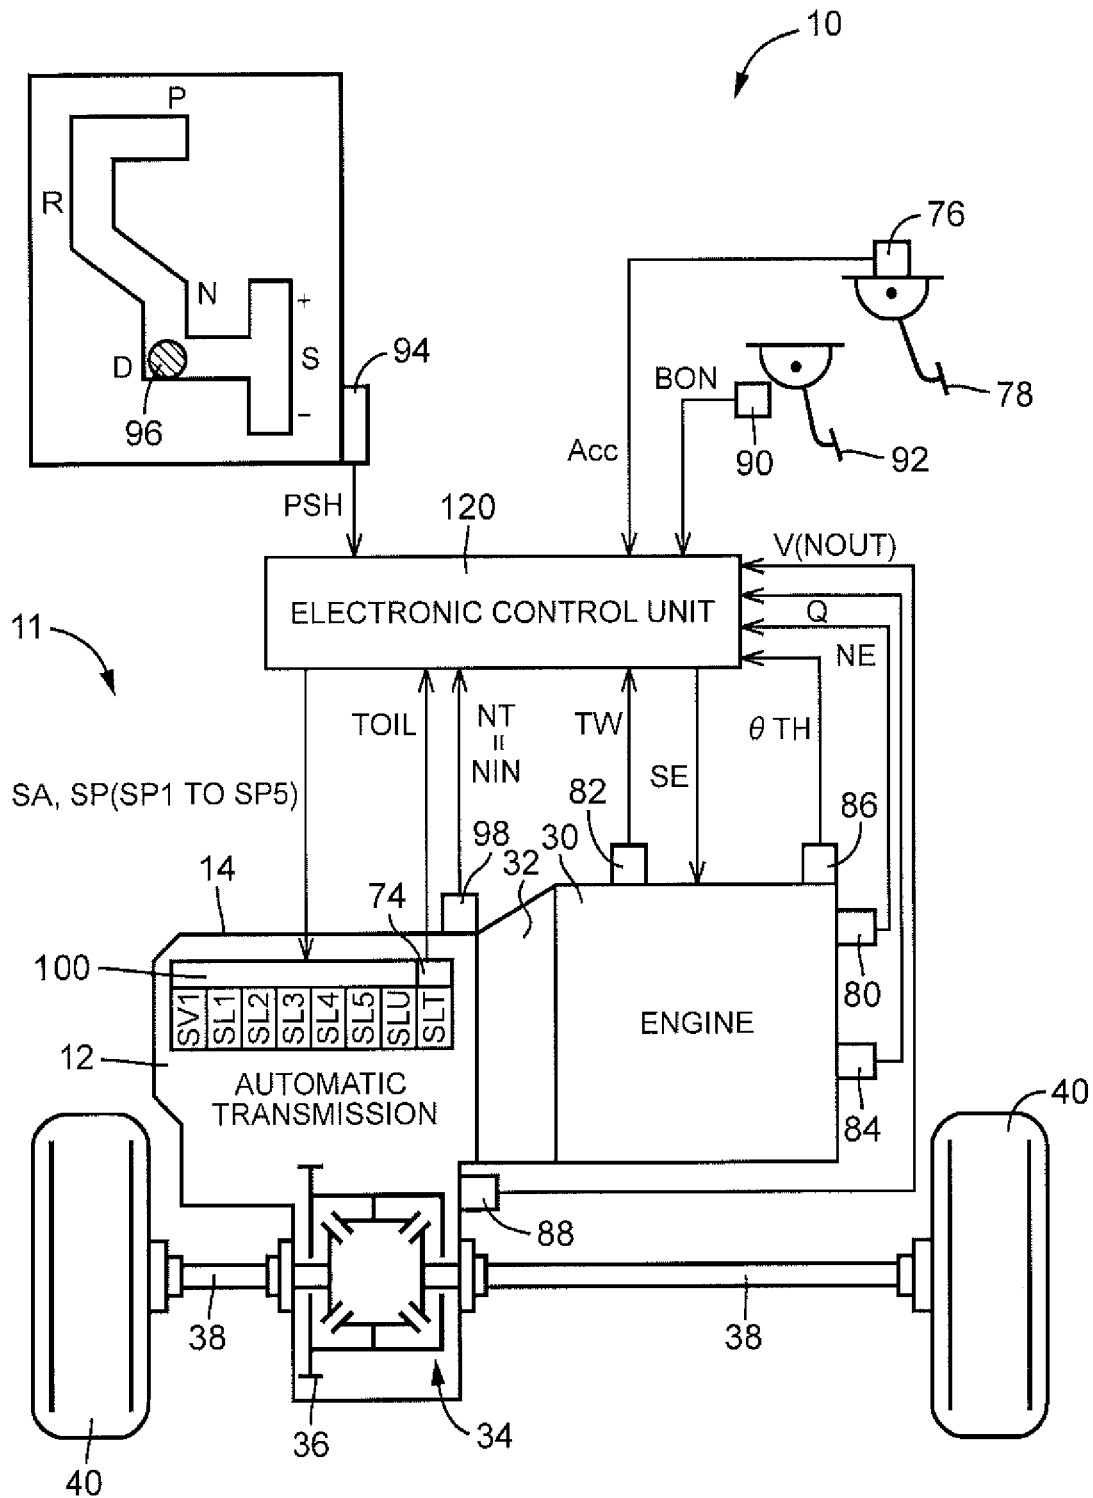 10
P
R
N
+
S
D
−
96
94
76
78
BON
90
92
Acc
PSH
120
V(NOUT)
ELECTRONIC CONTROL UNIT
Q
NE
11
TOIL
NT
=
NIN
TW
θTH
SE
SA, SP(SP1 TO SP5)
82
86
98
32
30
14
74
100
SV1
SL1
SL2
SL3
SL4
SL5
SLU
SLT
80
ENGINE
12
AUTOMATIC
TRANSMISSION
84
40
88
38
38
36
34
40